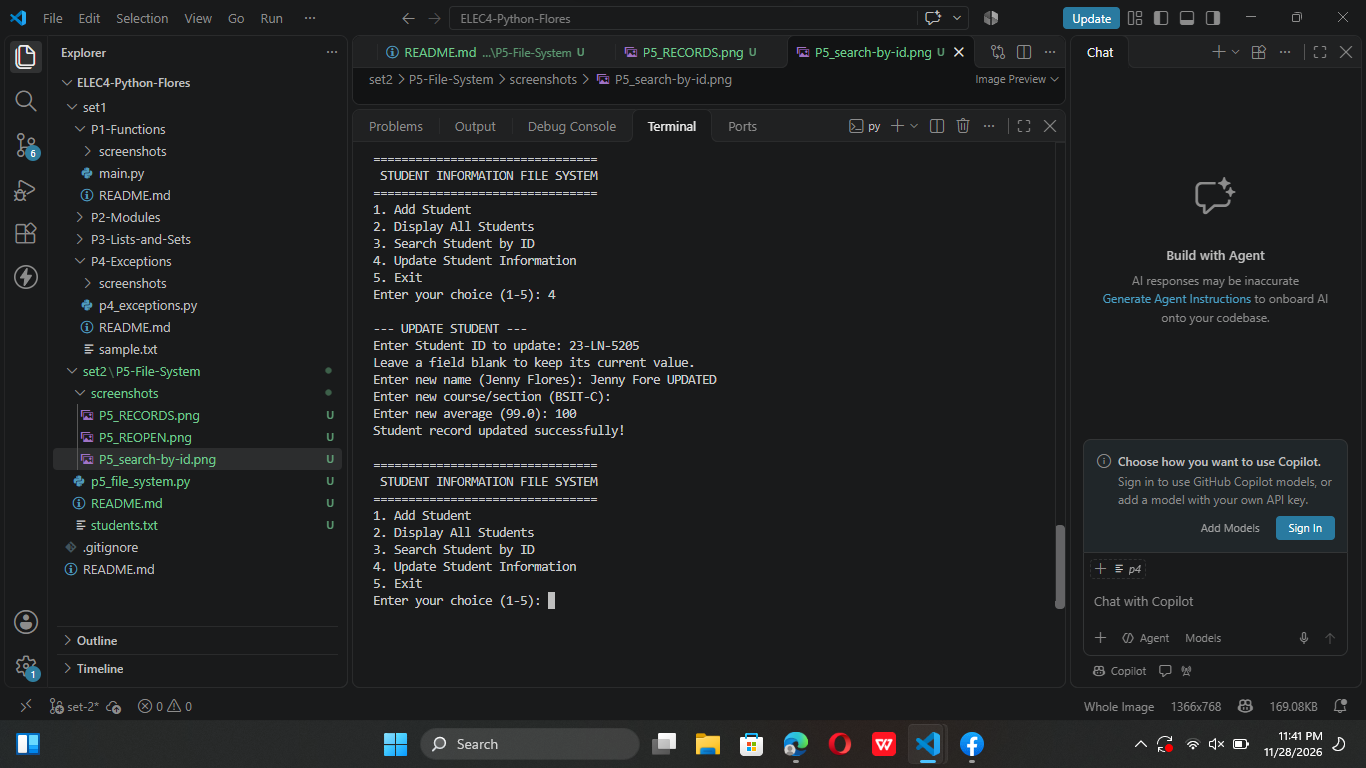 File Edit Selection View Go Run ···
ELEC4-Python-Flores
Update
Explorer
ELEC4-Python-Flores
set1
P1-Functions
screenshots
main.py
README.md
P2-Modules
P3-Lists-and-Sets
P4-Exceptions
screenshots
p4_exceptions.py
README.md
sample.txt
set2\P5-File-System
screenshots
P5_RECORDS.png U
P5_REOPEN.png U
P5_search-by-id.png U
p5_file_system.py U
README.md U
students.txt U
.gitignore
README.md
Outline
Timeline
README.md ...\P5-File-System U
P5_RECORDS.png U
P5_search-by-id.png U
set2 > P5-File-System > screenshots > P5_search-by-id.png
Image Preview
Problems Output Debug Console Terminal Ports
py
================================
STUDENT INFORMATION FILE SYSTEM
================================
1. Add Student
2. Display All Students
3. Search Student by ID
4. Update Student Information
5. Exit
Enter your choice (1-5): 4
--- UPDATE STUDENT ---
Enter Student ID to update: 23-LN-5205
Leave a field blank to keep its current value.
Enter new name (Jenny Flores): Jenny Fore UPDATED
Enter new course/section (BSIT-C):
Enter new average (99.0): 100
Student record updated successfully!
================================
STUDENT INFORMATION FILE SYSTEM
================================
1. Add Student
2. Display All Students
3. Search Student by ID
4. Update Student Information
5. Exit
Enter your choice (1-5):
Chat
Build with Agent
AI responses may be inaccurate
Generate Agent Instructions to onboard AI
onto your codebase.
Choose how you want to use Copilot.
Sign in to use GitHub Copilot models, or
add a model with your own API key.
Add Models Sign In
p4
Chat with Copilot
Agent Models
Copilot
6
1
set-2* 0 0
Whole Image 1366x768 169.08KB
Search
11:41 PM
11/28/2026